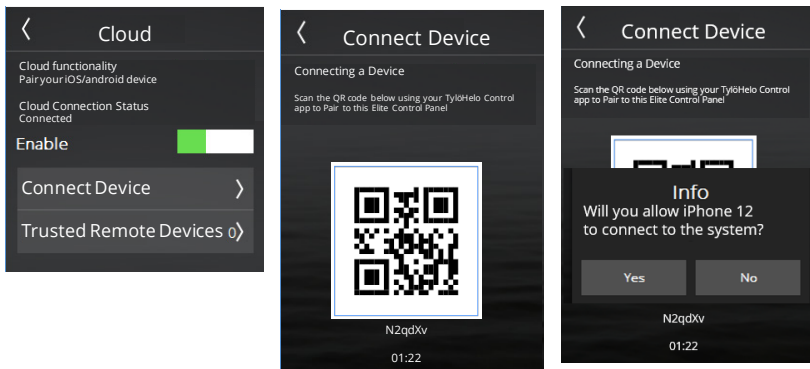 Cloud
Cloud functionality
Pair your iOS/android device
Cloud Connection Status
Connected
Enable
Connect Device
Trusted Remote Devices 0
Connect Device
Connecting a Device
Scan the QR code below using your TylöHelo Control
app to Pair to this Elite Control Panel
N2qdXv
01:22
Connect Device
Connecting a Device
Scan the QR code below using your TylöHelo Control
app to Pair to this Elite Control Panel
Info
Will you allow iPhone 12
to connect to the system?
Yes No
N2qdXv
01:22